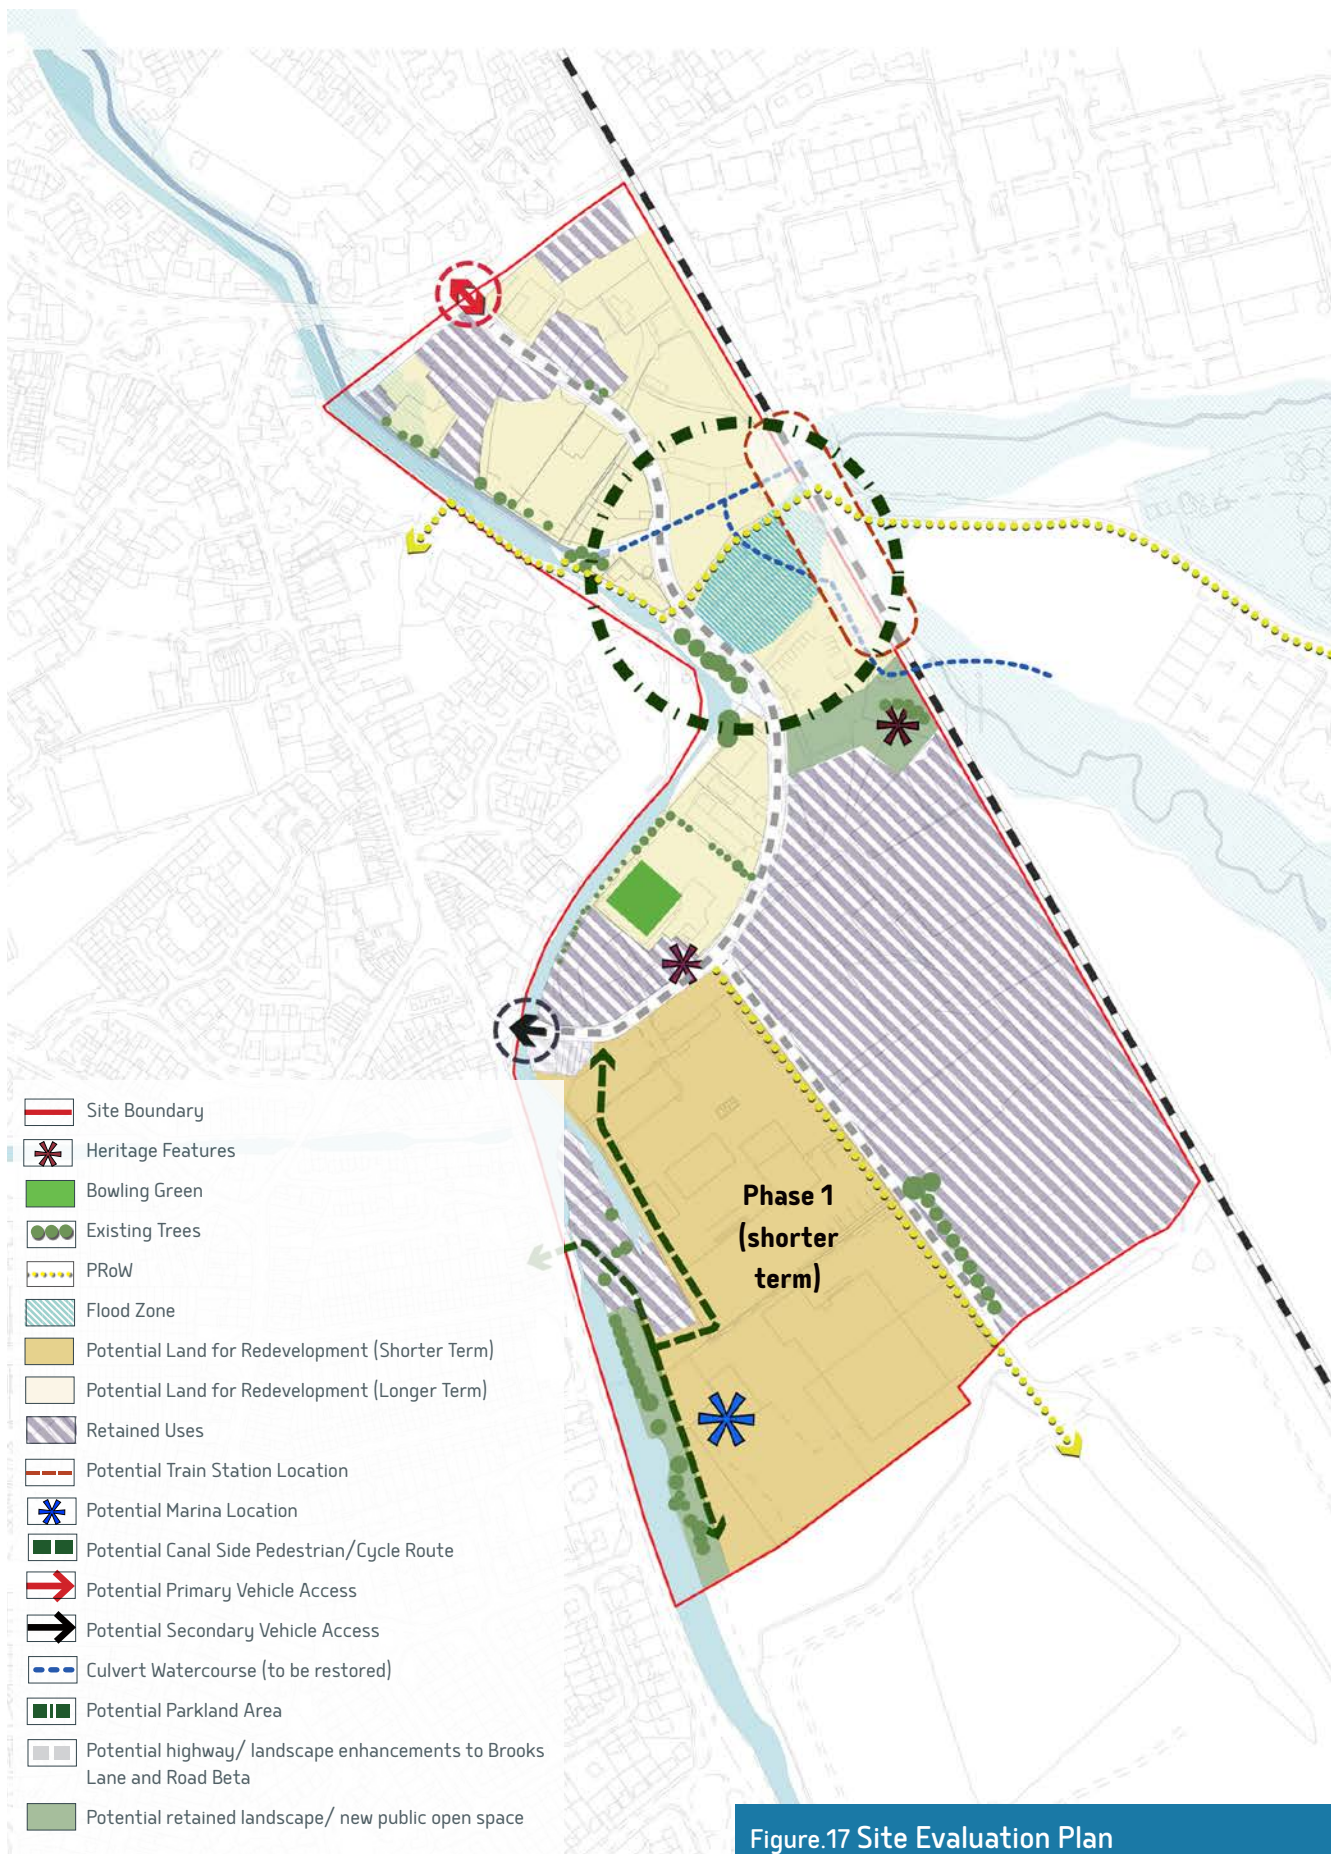 Phase 1
(shorter
term)
Site Boundary
Heritage Features
Bowling Green
Existing Trees
PRoW
Flood Zone
Potential Land for Redevelopment (Shorter Term)
Potential Land for Redevelopment (Longer Term)
Retained Uses
Potential Train Station Location
Potential Marina Location
Potential Canal Side Pedestrian/Cycle Route
Potential Primary Vehicle Access
Potential Secondary Vehicle Access
Culvert Watercourse (to be restored)
Potential Parkland Area
Potential highway/ landscape enhancements to Brooks
Lane and Road Beta
Potential retained landscape/ new public open space
Figure.17 Site Evaluation Plan